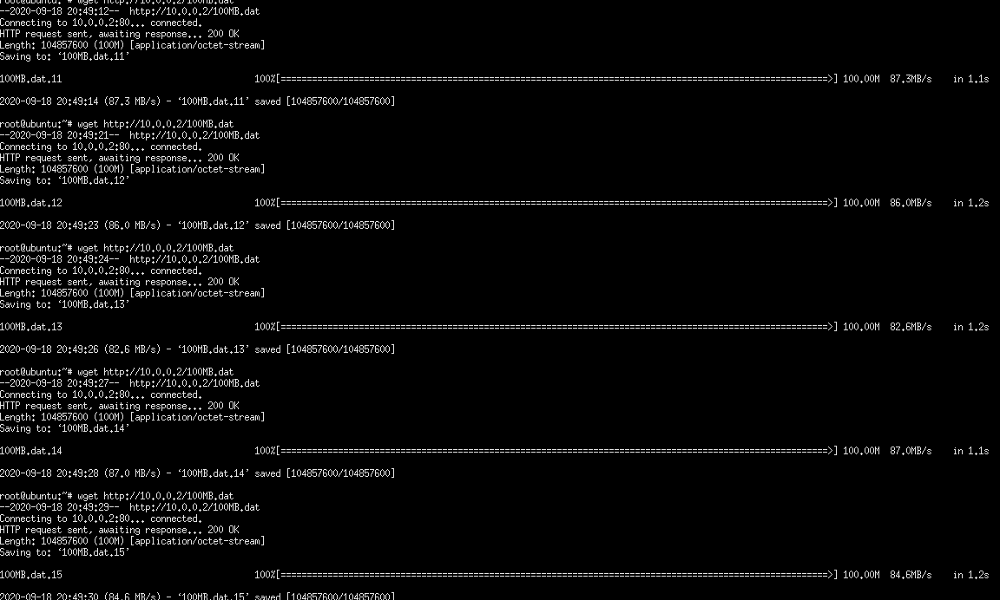 root@ubuntu:~# wget http://10.0.0.2/100MB.dat
--2020-09-18 20:49:12--  http://10.0.0.2/100MB.dat
Connecting to 10.0.0.2:80... connected.
HTTP request sent, awaiting response... 200 OK
Length: 104857600 (100M) [application/octet-stream]
Saving to: ‘100MB.dat.11’
100MB.dat.11 100%[=========================================================================================================>] 100.00M 87.3MB/s in 1.1s
2020-09-18 20:49:14 (87.3 MB/s) - ‘100MB.dat.11’ saved [104857600/104857600]
root@ubuntu:~# wget http://10.0.0.2/100MB.dat
--2020-09-18 20:49:21--  http://10.0.0.2/100MB.dat
Connecting to 10.0.0.2:80... connected.
HTTP request sent, awaiting response... 200 OK
Length: 104857600 (100M) [application/octet-stream]
Saving to: ‘100MB.dat.12’
100MB.dat.12 100%[=========================================================================================================>] 100.00M 86.0MB/s in 1.2s
2020-09-18 20:49:23 (86.0 MB/s) - ‘100MB.dat.12’ saved [104857600/104857600]
root@ubuntu:~# wget http://10.0.0.2/100MB.dat
--2020-09-18 20:49:24--  http://10.0.0.2/100MB.dat
Connecting to 10.0.0.2:80... connected.
HTTP request sent, awaiting response... 200 OK
Length: 104857600 (100M) [application/octet-stream]
Saving to: ‘100MB.dat.13’
100MB.dat.13 100%[=========================================================================================================>] 100.00M 82.6MB/s in 1.2s
2020-09-18 20:49:26 (82.6 MB/s) - ‘100MB.dat.13’ saved [104857600/104857600]
root@ubuntu:~# wget http://10.0.0.2/100MB.dat
--2020-09-18 20:49:27--  http://10.0.0.2/100MB.dat
Connecting to 10.0.0.2:80... connected.
HTTP request sent, awaiting response... 200 OK
Length: 104857600 (100M) [application/octet-stream]
Saving to: ‘100MB.dat.14’
100MB.dat.14 100%[=========================================================================================================>] 100.00M 87.0MB/s in 1.1s
2020-09-18 20:49:28 (87.0 MB/s) - ‘100MB.dat.14’ saved [104857600/104857600]
root@ubuntu:~# wget http://10.0.0.2/100MB.dat
--2020-09-18 20:49:29--  http://10.0.0.2/100MB.dat
Connecting to 10.0.0.2:80... connected.
HTTP request sent, awaiting response... 200 OK
Length: 104857600 (100M) [application/octet-stream]
Saving to: ‘100MB.dat.15’
100MB.dat.15 100%[=========================================================================================================>] 100.00M 84.6MB/s in 1.2s
2020-09-18 20:49:30 (84.6 MB/s) - ‘100MB.dat.15’ saved [104857600/104857600]